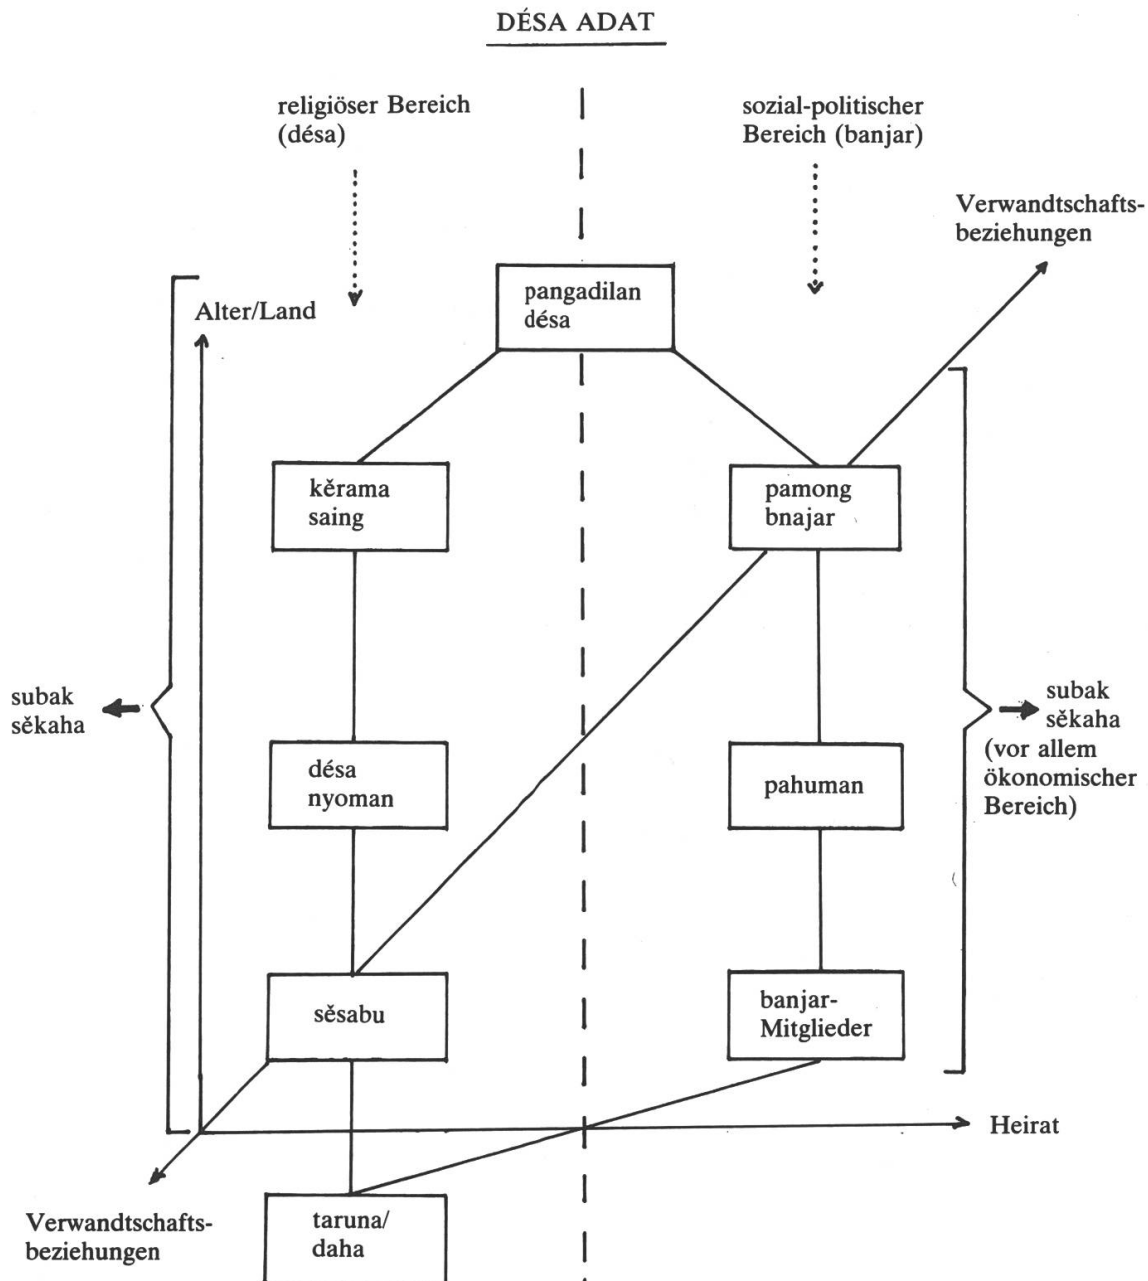 DÉSA ADAT
religiöser Bereich
(désa)
sozial-politischer
Bereich (banjar)
Verwandtschafts-
beziehungen
pangadilan
désa
Alter/Land
kĕrama
saing
pamong
bnajar
subak
sĕkaha
subak
sĕkaha
(vor allem
ökonomischer
Bereich)
désa
nyoman
pahuman
sĕsabu
banjar-
Mitglieder
Heirat
Verwandtschafts-
beziehungen
taruna/
daha